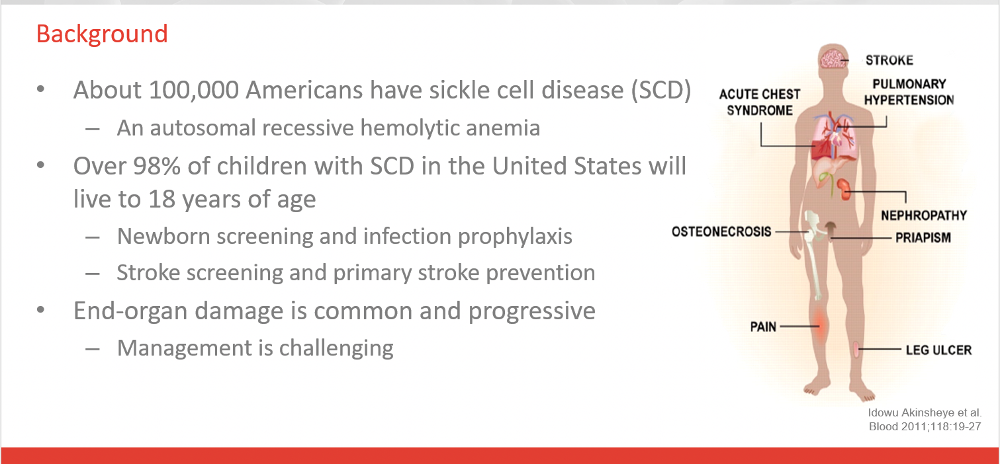 Background
• About 100,000 Americans have sickle cell disease (SCD)
– An autosomal recessive hemolytic anemia
• Over 98% of children with SCD in the United States will
live to 18 years of age
– Newborn screening and infection prophylaxis
– Stroke screening and primary stroke prevention
• End-organ damage is common and progressive
– Management is challenging
STROKE
PULMONARY
HYPERTENSION
ACUTE CHEST
SYNDROME
NEPHROPATHY
OSTEONECROSIS
PRIAPISM
PAIN
LEG ULCER
Idowu Akinsheye et al.
Blood 2011;118:19-27